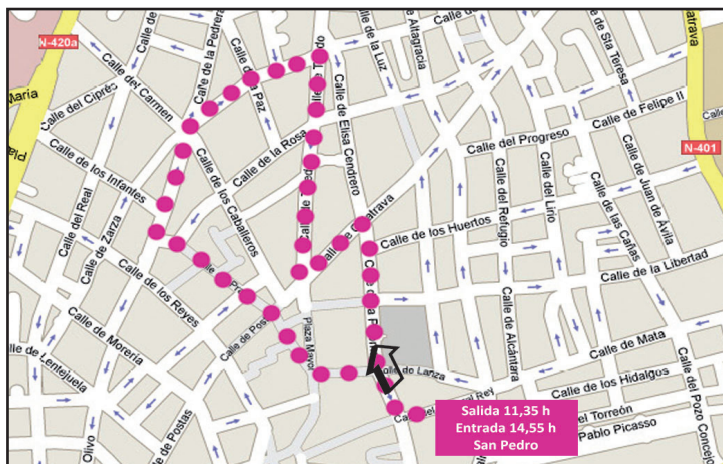 N-420a
María
Calle del Ciprés
Calle del Carmen
Calle de la Pedrera
la Paz
Calle de la Rosa
Calle de la Luz
Altagracia
Calle de Elisa Cendrero
Calle de Sta Teresa
Calle de Felipe II
N-401
Calle del Progreso
Calle de los Infantes
Calle del Real
Calle de Zarza
Calle de los Caballeros
Calle de los Reyes
Calle del Refugio
Calle del Lirio
Calle de los Huertos
Calle de las Cañas
Calle de Juan de Ávila
Calle de la Libertad
Calle de Morería
Calle de Lentejuela
Calle de Postas
Olivo
Plaza Mayor
Calle de Lanza
Calle de Alcántara
Calle de Mata
Calle de los Hidalgos
del Torreón
Pablo Picasso
Calle del Pozo Concejo
Salida 11,35 h
Entrada 14,55 h
San Pedro